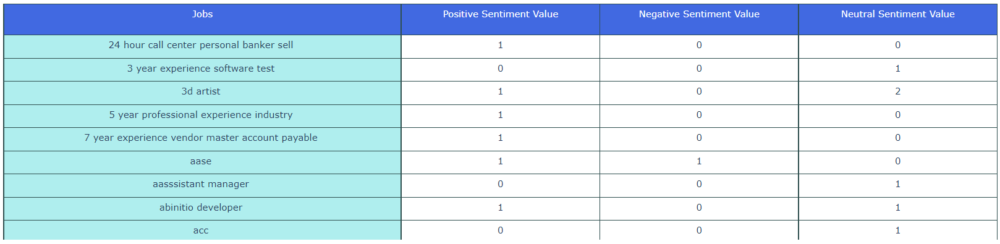 Jobs Positive Sentiment Value Negative Sentiment Value Neutral Sentiment Value
24 hour call center personal banker sell 1 0 0
3 year experience software test 0 0 1
3d artist 1 0 2
5 year professional experience industry 1 0 0
7 year experience vendor master account payable 1 0 0
aase 1 1 0
aasssistant manager 0 0 1
abinitio developer 1 0 1
acc 0 0 1